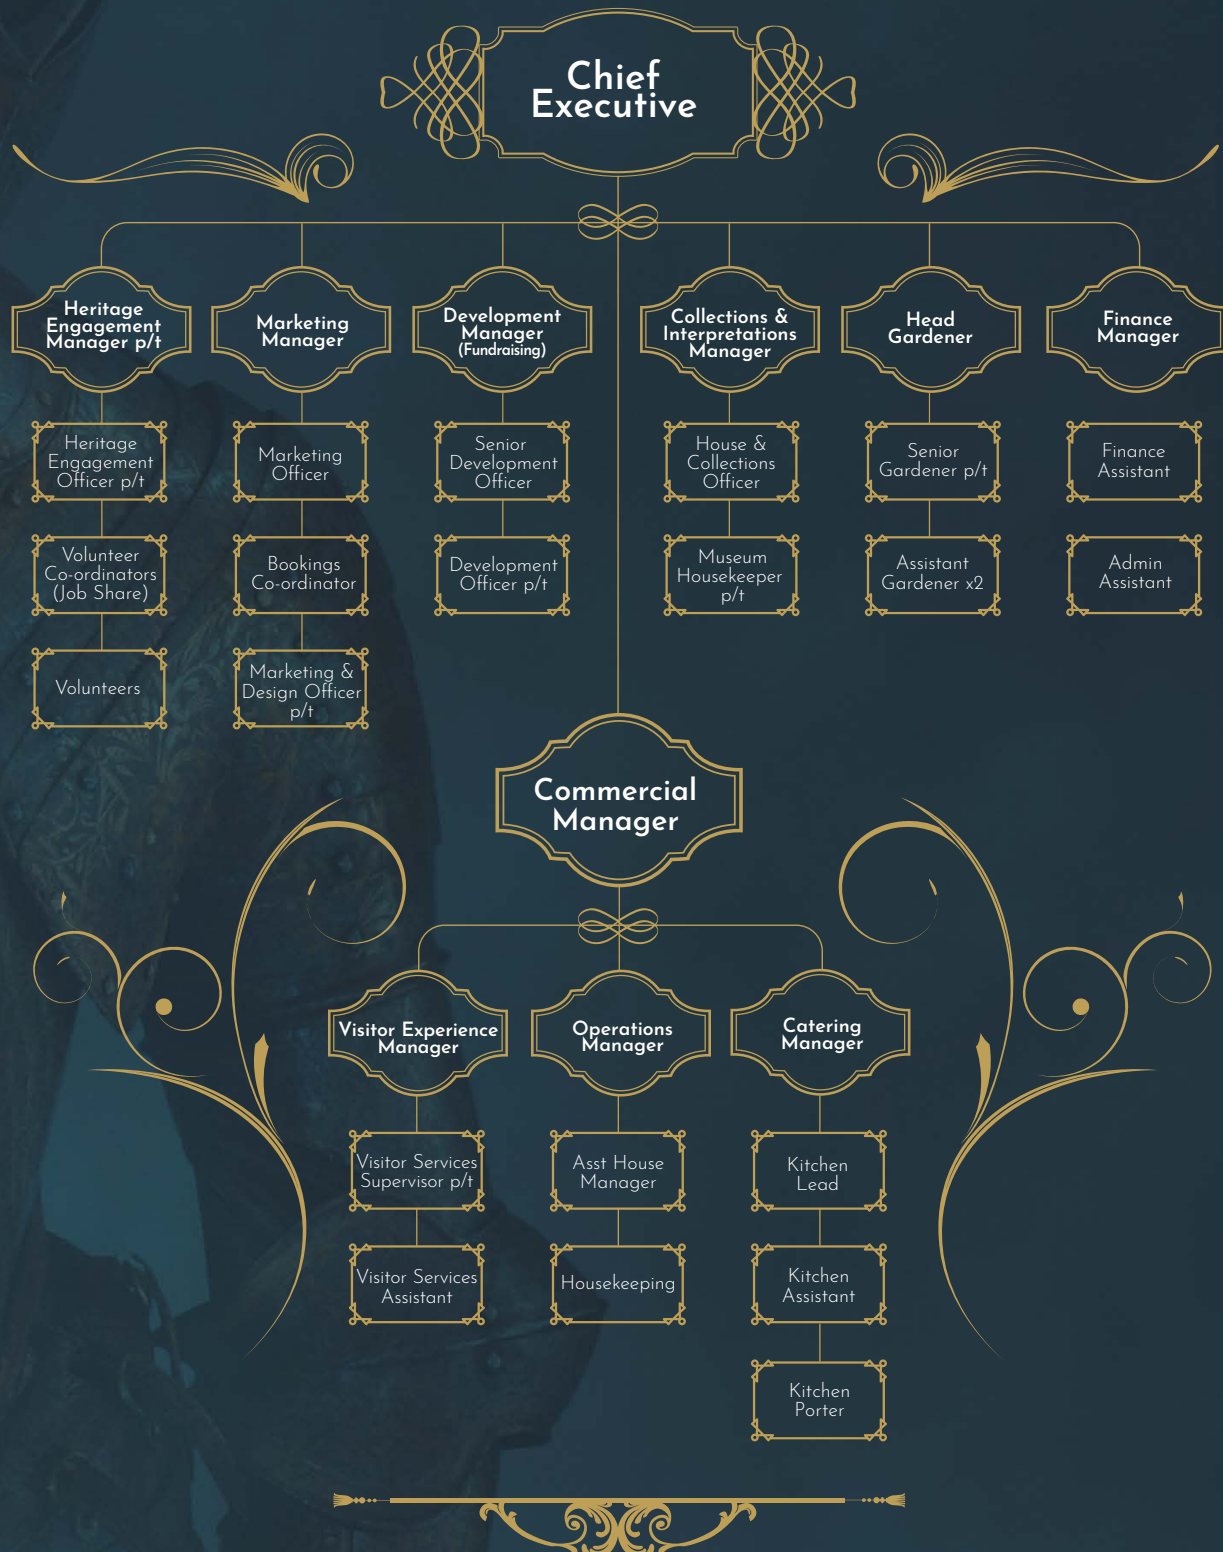 Chief
Executive
Heritage
Engagement
Manager p/t
Marketing
Manager
Development
Manager
(Fundraising)
Collections &
Interpretations
Manager
Head
Gardener
Finance
Manager
Heritage
Engagement
Officer p/t
Marketing
Officer
Senior
Development
Officer
House &
Collections
Officer
Senior
Gardener p/t
Finance
Assistant
Volunteer
Co-ordinators
(Job Share)
Bookings
Co-ordinator
Development
Officer p/t
Museum
Housekeeper
p/t
Assistant
Gardener x2
Admin
Assistant
Volunteers
Marketing &
Design Officer
p/t
Commercial
Manager
Visitor Experience
Manager
Operations
Manager
Catering
Manager
Visitor Services
Supervisor p/t
Asst House
Manager
Kitchen
Lead
Visitor Services
Assistant
Housekeeping
Kitchen
Assistant
Kitchen
Porter